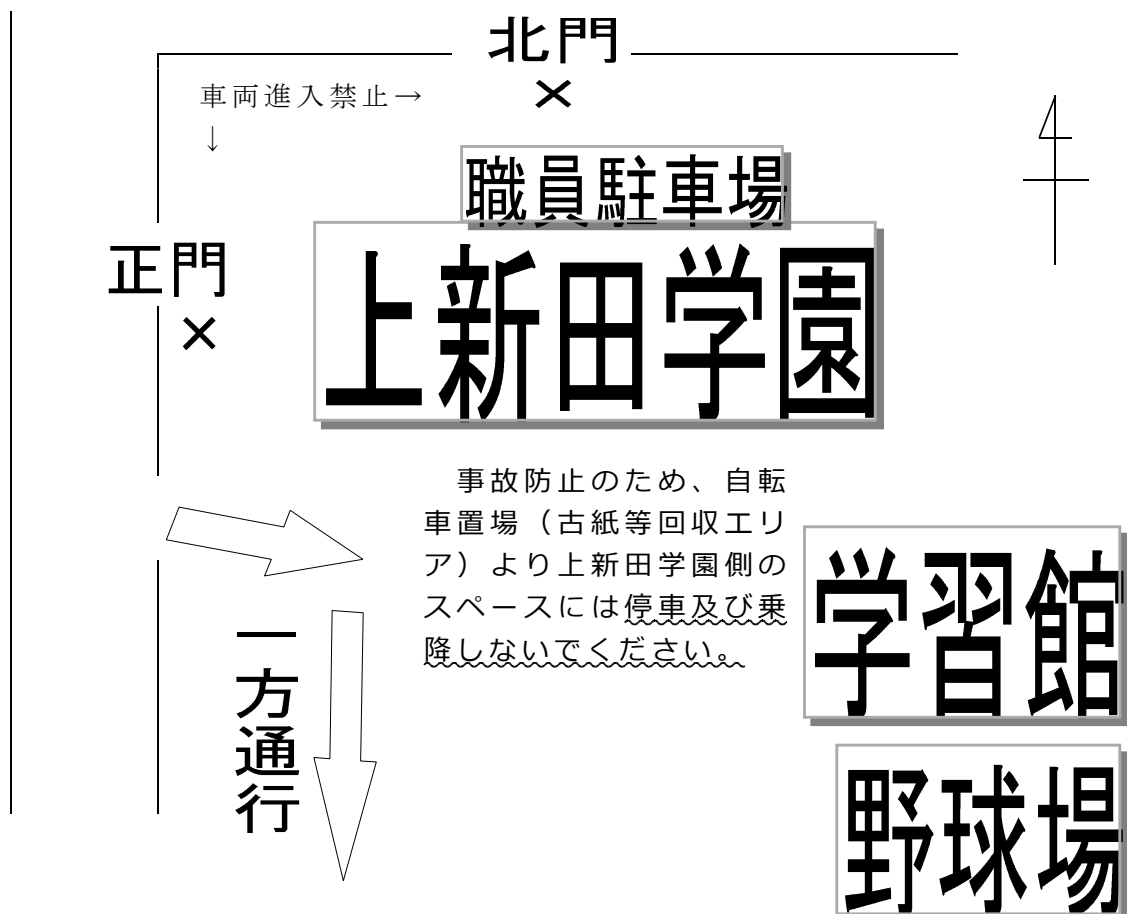 北門
×
車両進入禁止→
↓
職員駐車場
上新田学園
正門
×
　事故防止のため、自転
車置場（古紙等回収エリ
ア）より上新田学園側の
スペースには停車及び乗
降しないでください。
学習館
一方通行
野球場